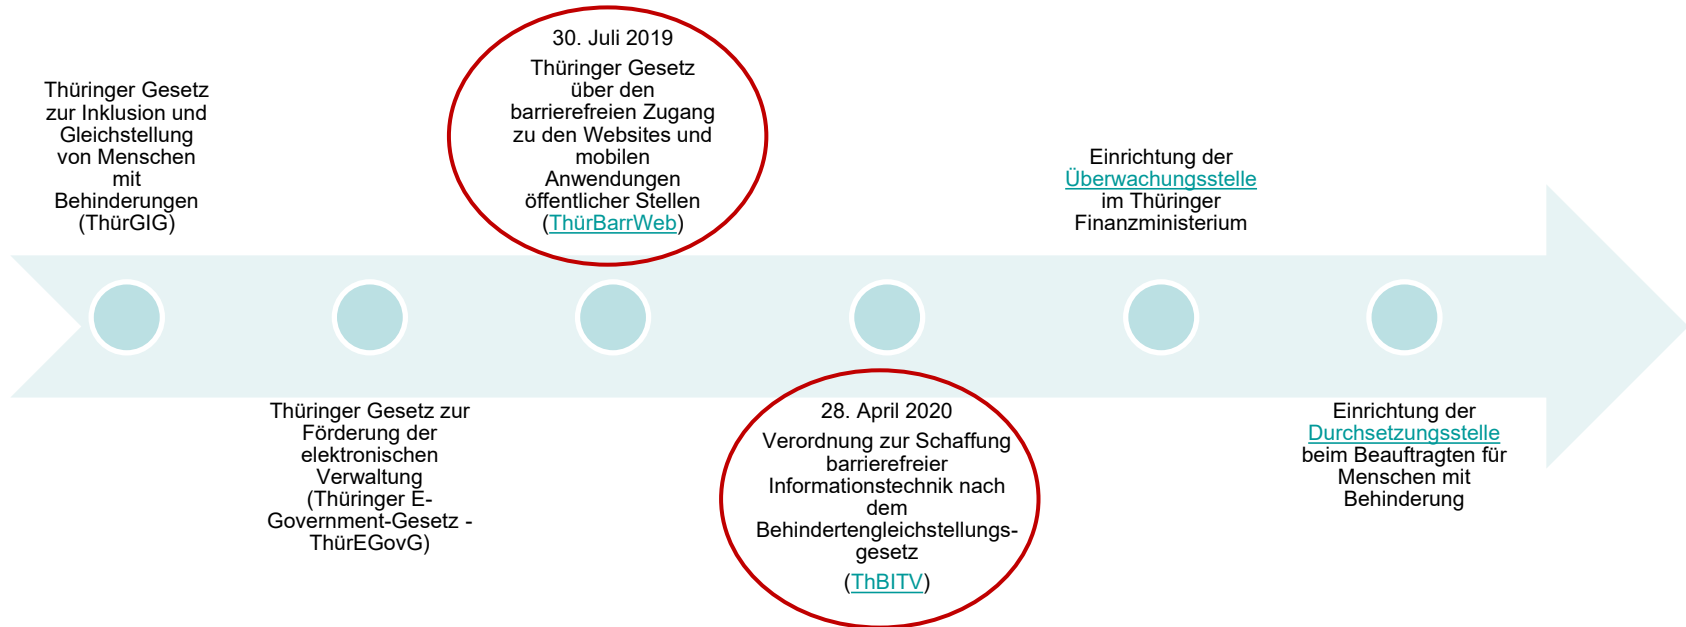 Thüringer Gesetz
zur Inklusion und
Gleichstellung
von Menschen
mit
Behinderungen
(ThürGIG)
Thüringer Gesetz zur
Förderung der
elektronischen
Verwaltung
(Thüringer E-
Government-Gesetz -
ThürEGovG)
30. Juli 2019
Thüringer Gesetz
über den
barrierefreien Zugang
zu den Websites und
mobilen
Anwendungen
öffentlicher Stellen
(ThürBarrWeb)
28. April 2020
Verordnung zur Schaffung
barrierefreier
Informationstechnik nach
dem
Behindertengleichstellungs-
gesetz
(ThBITV)
Einrichtung der
Überwachungsstelle
im Thüringer
Finanzministerium
Einrichtung der
Durchsetzungsstelle
beim Beauftragten für
Menschen mit
Behinderung